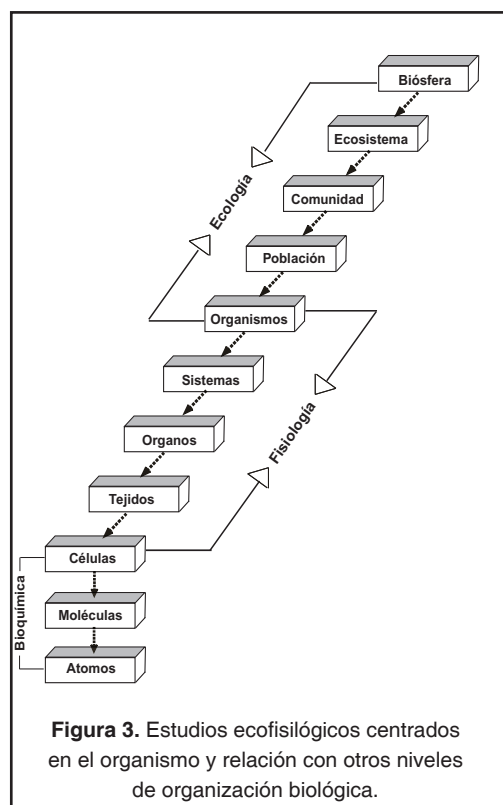 Biósfera
Ecosistema
Comunidad
Ecología
Población
Organismos
Sistemas
Fisiología
Organos
Tejidos
Células
Bioquímica
Moléculas
Atomos
Figura 3. Estudios ecofisilógicos centrados
en el organismo y relación con otros niveles
de organización biológica.